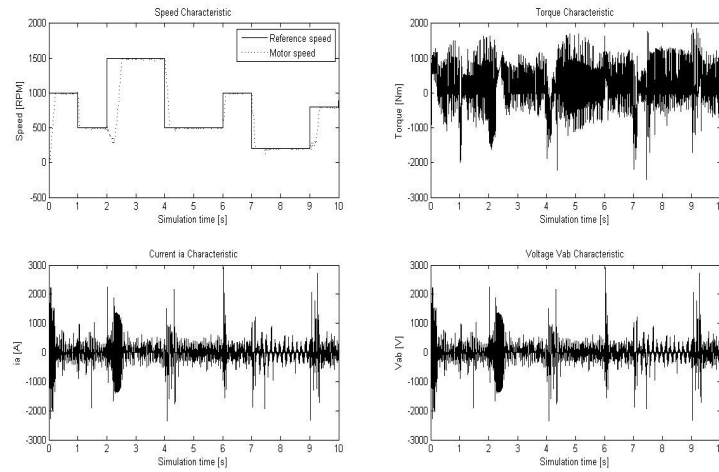 Speed Characteristic
2000
1500
1000
500
0
-500
0 1 2 3 4 5 6 7 8 9 10
Speed [RPM]
Simulation time [s]
Reference speed
Motor speed
Torque Characteristic
2000
1000
0
-1000
-2000
-3000
0 1 2 3 4 5 6 7 8 9
Torque [Nm]
Simulation time [s]
Current ia Characteristic
3000
2000
1000
0
-1000
-2000
-3000
0 1 2 3 4 5 6 7 8 9 10
ia [A]
Simulation time [s]
Voltage Vab Characteristic
3000
2000
1000
0
-1000
-2000
-3000
0 1 2 3 4 5 6 7 8 9
Vab [V]
Simulation time [s]